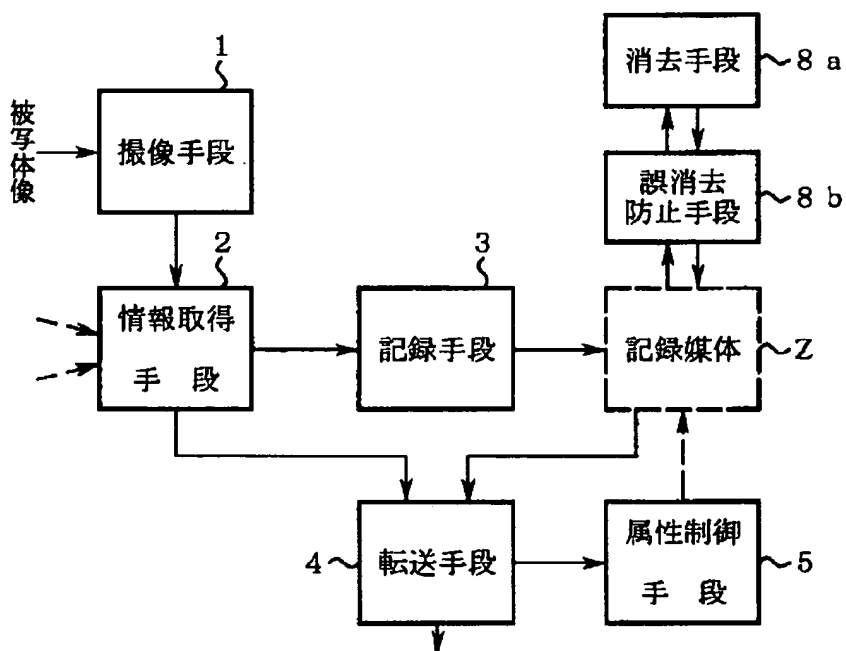 1
被写体像
撮像手段
2
情報取得
手 段
3
記録手段
消去手段
8 a
誤消去
防止手段
8 b
記録媒体
Z
4
転送手段
属性制御
手 段
5